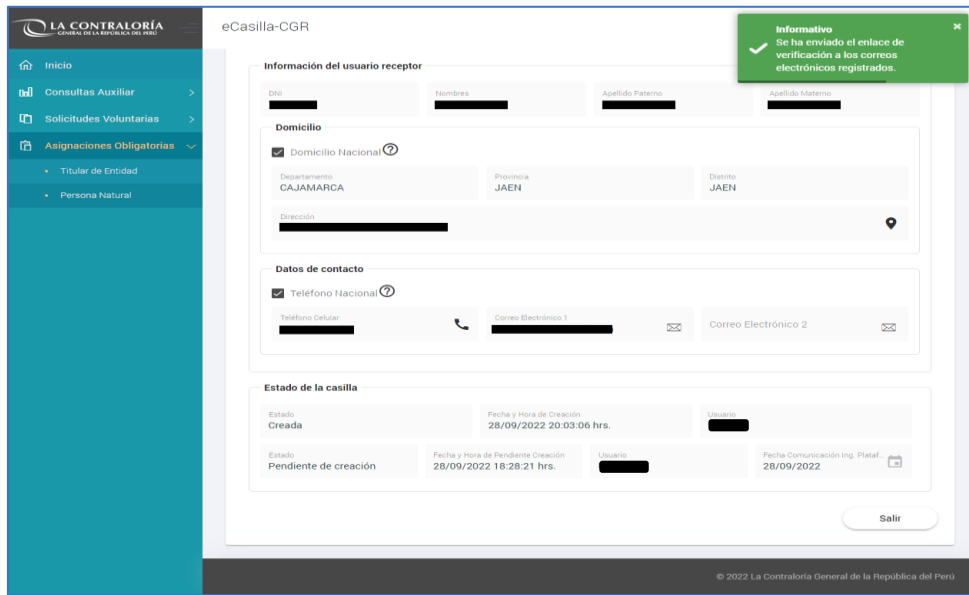 LA CONTRALORÍA
GENERAL DE LA REPÚBLICA DEL PERÚ
eCasilla-CGR
Informativo
Se ha enviado el enlace de
verificación a los correos
electrónicos registrados.
Inicio
Consultas Auxiliar
Solicitudes Voluntarias
Asignaciones Obligatorias
Titular de Entidad
Persona Natural
Información del usuario receptor
DNI
Nombres
Apellido Paterno
Apellido Materno
Domicilio
Domicilio Nacional
Departamento
CAJAMARCA
Provincia
JAEN
Distrito
JAEN
Dirección
Datos de contacto
Teléfono Nacional
Teléfono Celular
Correo Electrónico 1
Correo Electrónico 2
Estado de la casilla
Estado
Creada
Fecha y Hora de Creación
28/09/2022 20:03:06 hrs.
Usuario
Estado
Pendiente de creación
Fecha y Hora de Pendiente Creación
28/09/2022 18:28:21 hrs.
Usuario
Fecha Comunicación Ing. Plataf...
28/09/2022
Salir
© 2022 La Contraloría General de la República del Perú